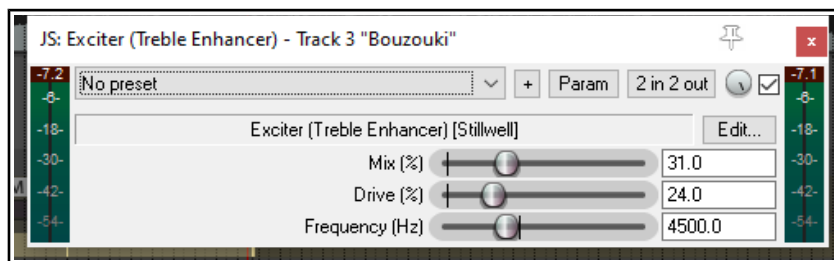 JS: Exciter (Treble Enhancer) - Track 3 "Bouzouki" x
-7.2 No preset + Param 2 in 2 out -7.1
-6- -6-
-18- Exciter (Treble Enhancer) [Stillwell] Edit... -18-
-30- Mix (%) 31.0 -30-
M -42- Drive (%) 24.0 -42-
-54- Frequency (Hz) 4500.0 -54-